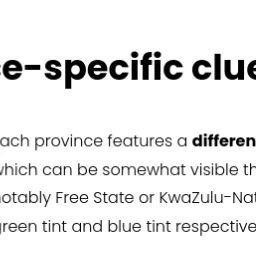 e-specific clue
ach province features a differen
which can be somewhat visible th
notably Free State or KwaZulu-Nat
green tint and blue tint respective